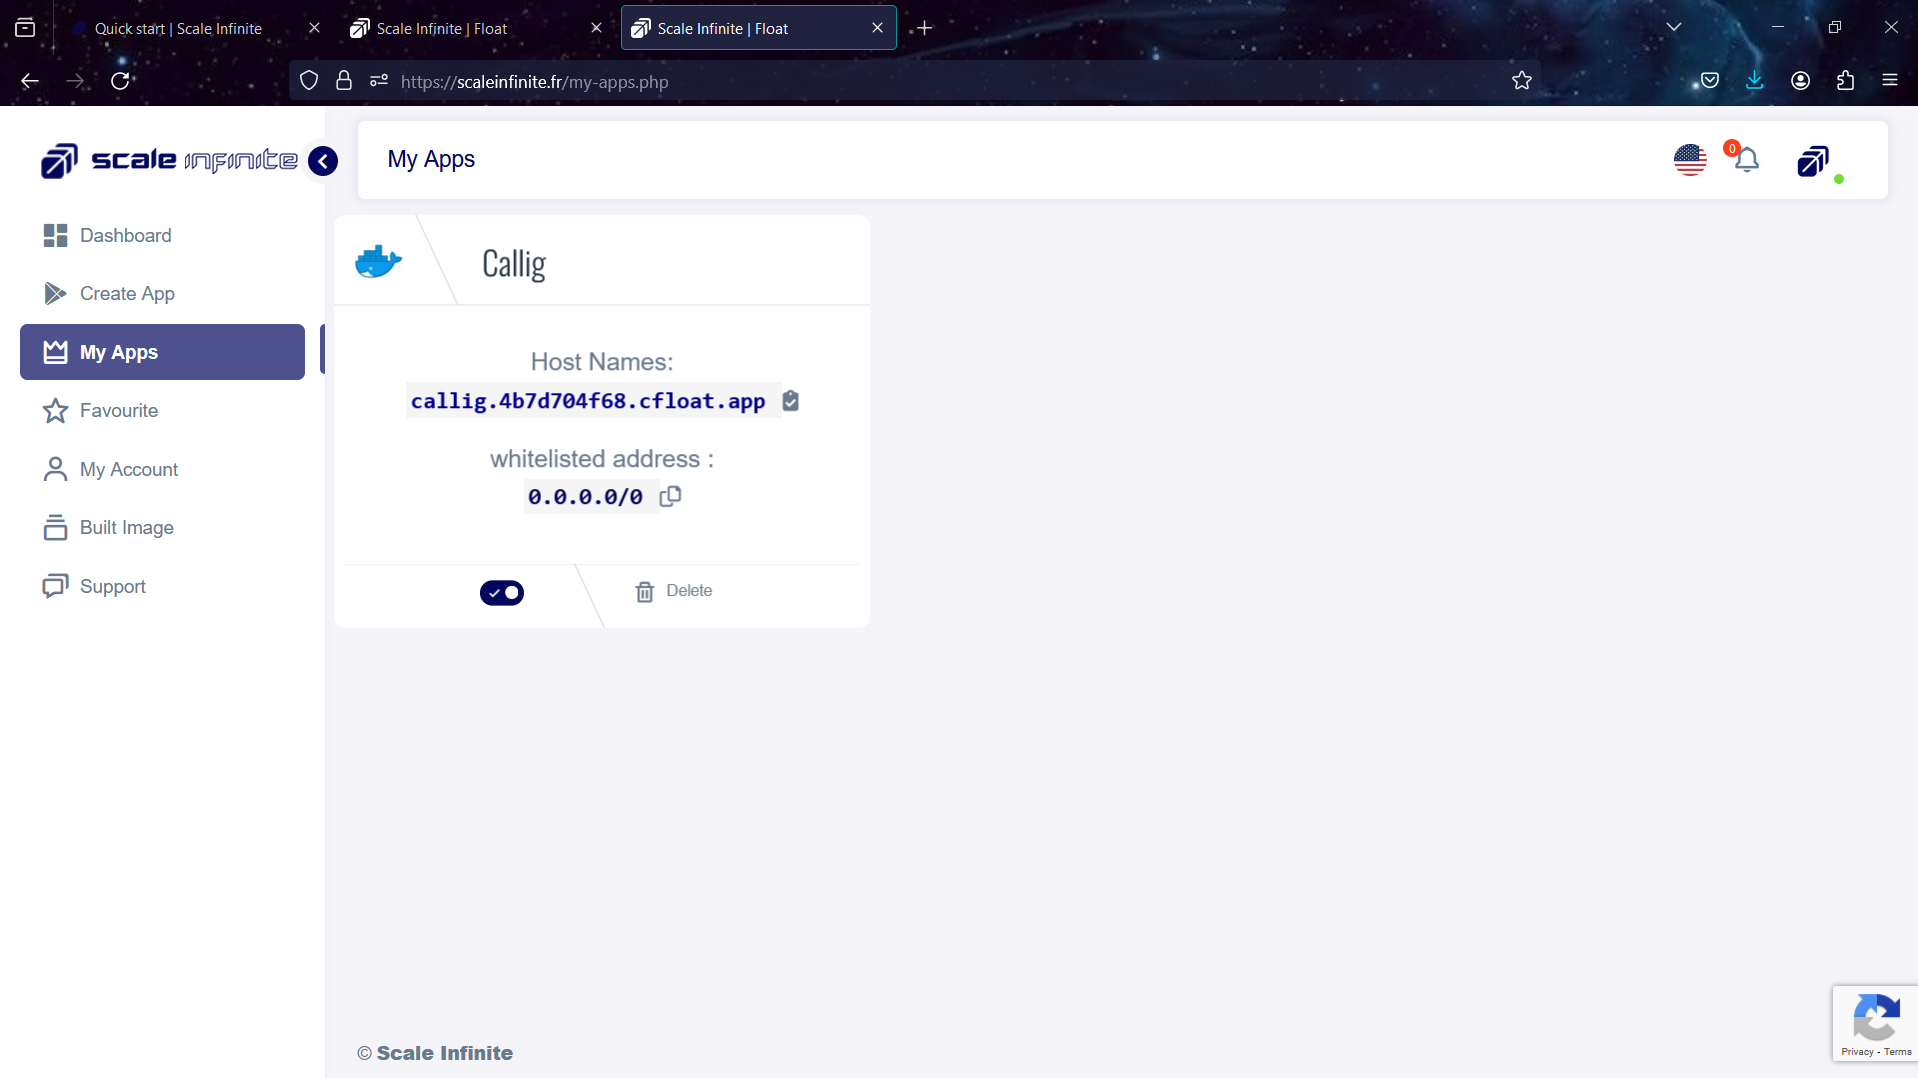 Quick start | Scale Infinite
Scale Infinite | Float
Scale Infinite | Float
https://scaleinfinite.fr/my-apps.php
scale infinite
My Apps
0
Dashboard
Create App
My Apps
Favourite
My Account
Built Image
Support
Callig
Host Names:
callig.4b7d704f68.cfloat.app
whitelisted address :
0.0.0.0/0
Delete
© Scale Infinite
Privacy - Terms